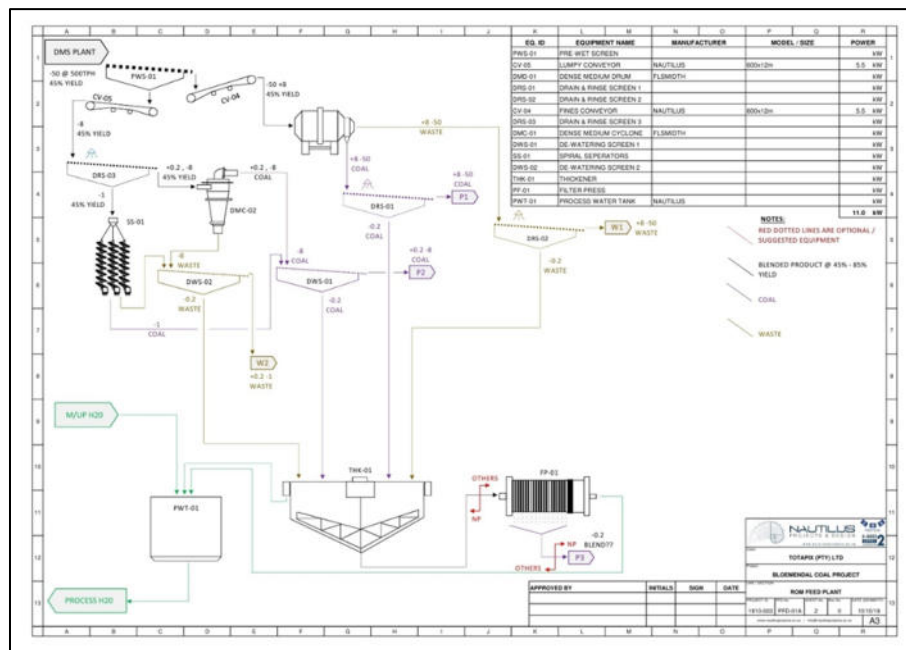 A B C D E F G H I J K L M N O P Q R
DMS PLANT
-50 @ 500TPH
45% YIELD
PWS-01
CV-05
CV-04
-50 +8
45% YIELD
-8
45% YIELD
+8 -50
WASTE
DRS-03
+0.2 , -8
45% YIELD
+0.2 , -8
COAL
DMC-02
+8 -50
COAL
+8 -50
COAL
P1
DRS-01
-1
45% YIELD
SS-01
-0.2
COAL
DRS-02
W1
+8 -50
WASTE
-8
WASTE
-8
COAL
+0.2 -8
COAL
P2
-0.2
WASTE
DWS-02
DWS-01
-0.2
WASTE
-0.2
COAL
-1
COAL
W2
+0.2 -1
WASTE
M/UP H20
PWT-01
THK-01
OTHERS
NP
FP-E1
-0.2
BLEND??
NP
OTHERS
P3
PROCESS H20
EQ. ID EQUIPMENT NAME MANUFACTURER MODEL / SIZE POWER
PWS-01 PRE-WET SCREEN kW
CV-05 LUMPY CONVEYOR NAUTILUS 600x12m 5.5 kW
DMD-01 DENSE MEDIUM DRUM FLSMIDTH kW
DRS-01 DRAIN & RINSE SCREEN 1 kW
DRS-02 DRAIN & RINSE SCREEN 2 kW
CV-04 FINES CONVEYOR NAUTILUS 600x12m 5.5 kW
DRS-03 DRAIN & RINSE SCREEN 3 kW
DMC-01 DENSE MEDIUM CYCLONE FLSMIDTH kW
DWS-01 DE-WATERING SCREEN 1 kW
SS-01 SPIRAL SEPERATORS kW
DWS-02 DE-WATERING SCREEN 2 kW
THK-01 THICKENER kW
PF-01 FILTER PRESS kW
PWT-01 PROCESS WATER TANK NAUTILUS kW
11.0 kW
NOTES:
RED DOTTED LINES ARE OPTIONAL /
SUGGESTED EQUIPMENT
BLENDED PRODUCT @ 45% - 85%
YIELD
COAL
WASTE
NAUTILUS
PROJECTS & DESIGN
2
TOTAPIX (PTY) LTD
BLOEMENDAL COAL PROJECT
ROM FEED PLANT
1910-003 PFD-01A 2 0 10/10/19
A3
APPROVED BY INITIALS SIGN DATE
A B C D E F G H I J K L M N O P Q R